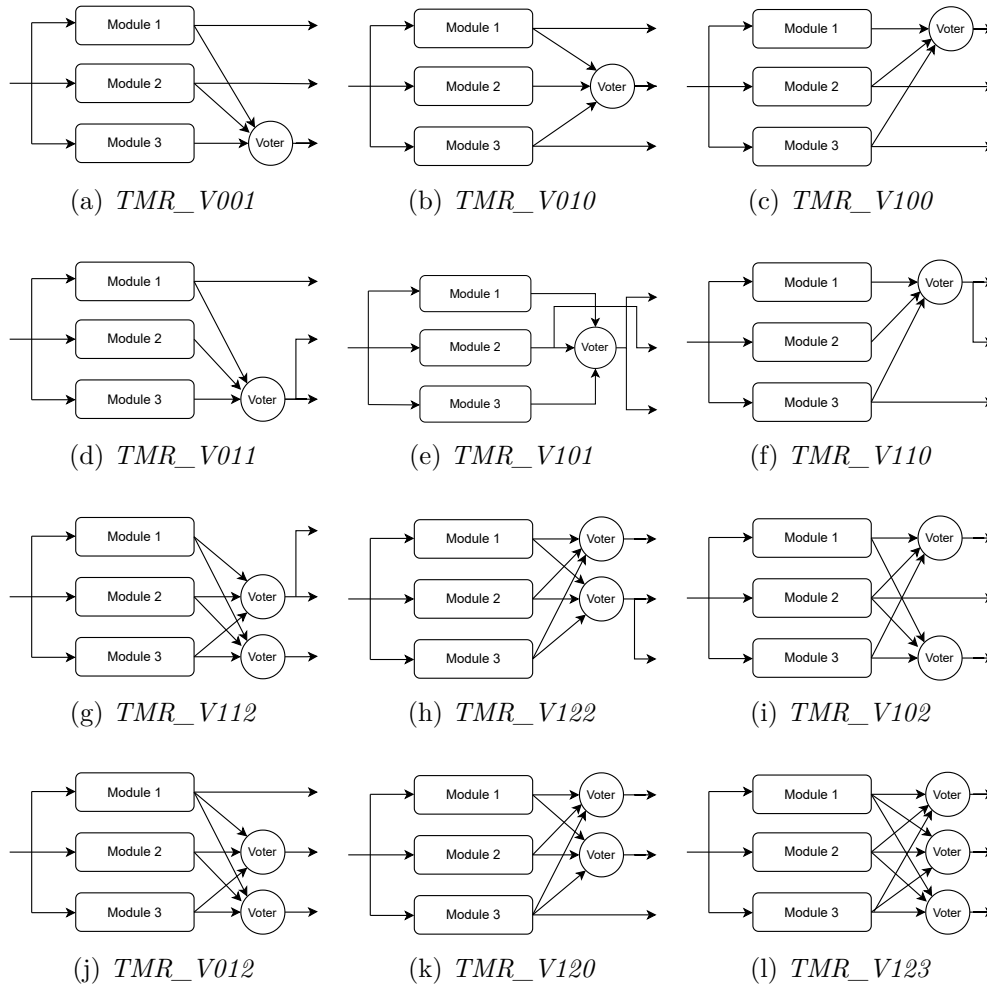 Module 1
Module 2
Module 3
Voter
(a) TMR_V001
Module 1
Module 2
Voter
Module 3
(b) TMR_V010
Module 1
Voter
Module 2
Module 3
(c) TMR_V100
Module 1
Module 2
Module 3
Voter
(d) TMR_V011
Module 1
Module 2
Voter
Module 3
(e) TMR_V101
Module 1
Voter
Module 2
Module 3
(f) TMR_V110
Module 1
Module 2
Voter
Module 3
Voter
(g) TMR_V112
Module 1
Voter
Module 2
Voter
Module 3
(h) TMR_V122
Module 1
Voter
Module 2
Module 3
Voter
(i) TMR_V102
Module 1
Module 2
Voter
Module 3
Voter
(j) TMR_V012
Module 1
Voter
Module 2
Voter
Module 3
(k) TMR_V120
Module 1
Voter
Module 2
Voter
Module 3
Voter
(l) TMR_V123